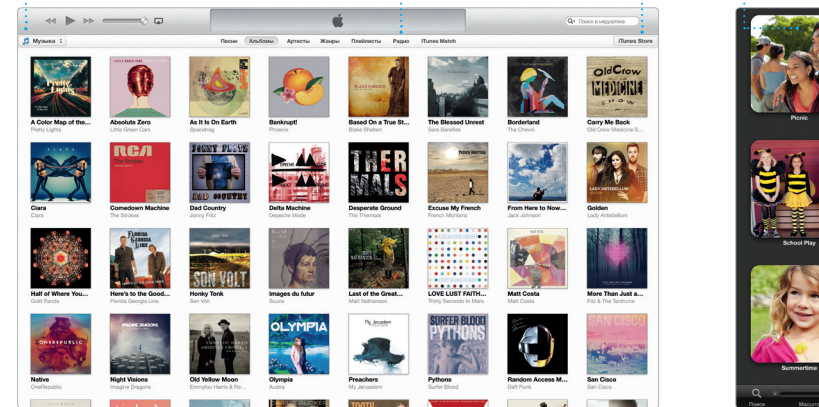 Поиск в медиатеке
Музыка
Песни Альбомы Артисты Жанры Плейлисты Радио iTunes Match
iTunes Store
A Color Map of the... Absolute Zero As It Is On Earth Bankrupt! Based On a True St... The Blessed Unrest Borderland Carry Me Back
Pretty Lights Little Green Cars Spacehog Phoenix Blake Shelton Sara Bareilles The Chevin Old Crow Medicine S...
Ciara Comedown Machine Dad Country Delta Machine Desperate Ground Excuse My French From Here to Now... Golden
Ciara The Strokes Jonny Fritz Depeche Mode The Thermals French Montana Jack Johnson Lady Antebellum
Half of Where You... Here's to the Good... Honky Tonk Images du futur Last of the Great... LOVE LUST FAITH... Matt Costa More Than Just a...
Gold Panda Florida Georgia Line Son Volt Suuns Matt Nathanson Thirty Seconds to Mars Matt Costa Fitz & The Tantrums
Native Night Visions Old Yellow Moon Olympia Preachers Pythons Random Access M... San Cisco
OneRepublic Imagine Dragons Emmylou Harris & Ro... Austra My Jerusalem Surfer Blood Daft Punk San Cisco
Picnic
School Play
Summertime
Поиск